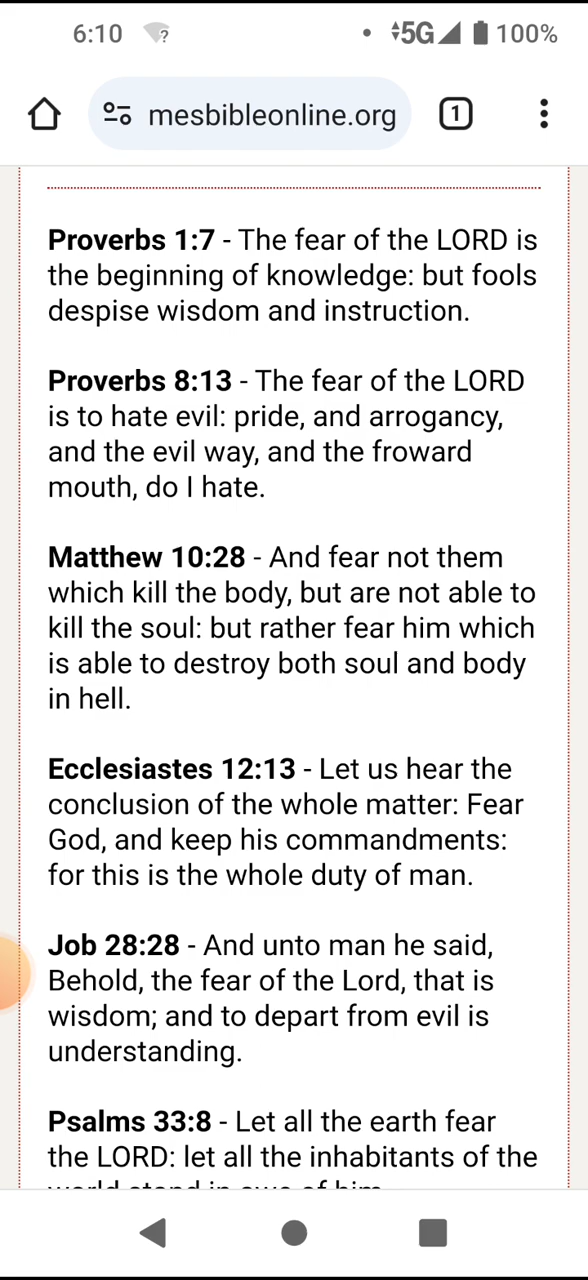 6:10
?
5G
100%
mesbibleonline.org
1
Proverbs 1:7 - The fear of the LORD is
the beginning of knowledge: but fools
despise wisdom and instruction.
Proverbs 8:13 - The fear of the LORD
is to hate evil: pride, and arrogancy,
and the evil way, and the froward
mouth, do I hate.
Matthew 10:28 - And fear not them
which kill the body, but are not able to
kill the soul: but rather fear him which
is able to destroy both soul and body
in hell.
Ecclesiastes 12:13 - Let us hear the
conclusion of the whole matter: Fear
God, and keep his commandments:
for this is the whole duty of man.
Job 28:28 - And unto man he said,
Behold, the fear of the Lord, that is
wisdom; and to depart from evil is
understanding.
Psalms 33:8 - Let all the earth fear
the LORD: let all the inhabitants of the
world stand in awe of him.